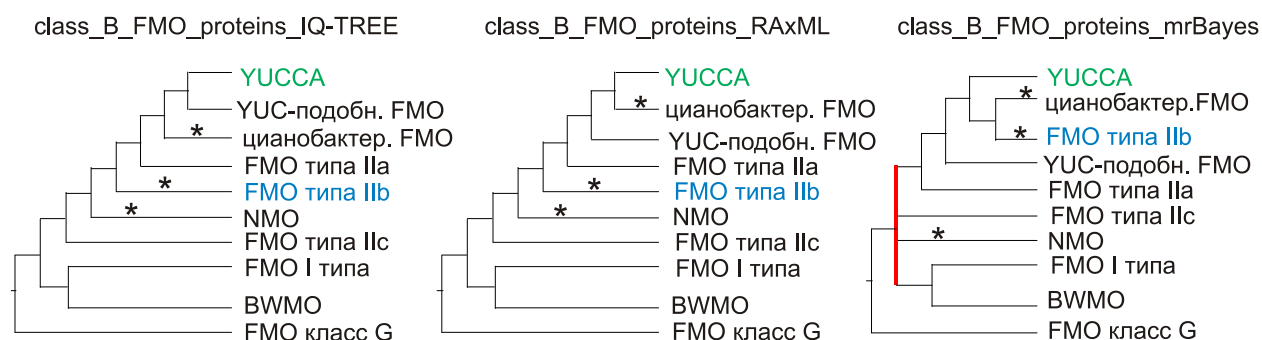 class_B_FMO_proteins_IQ-TREE
YUCCA
YUC-подобн. FMO
*
цианобактер. FMO
FMO типа IIa
*
FMO типа IIb
*
NMO
FMO типа IIc
FMO I типа
BWMO
FMO класс G
class_B_FMO_proteins_RAxML
YUCCA
*
цианобактер. FMO
YUC-подобн. FMO
FMO типа IIa
*
FMO типа IIb
*
NMO
FMO типа IIc
FMO I типа
BWMO
FMO класс G
class_B_FMO_proteins_mrBayes
YUCCA
*
цианобактер.FMO
*
FMO типа IIb
YUC-подобн. FMO
FMO типа IIa
FMO типа IIc
*
NMO
FMO I типа
BWMO
FMO класс G